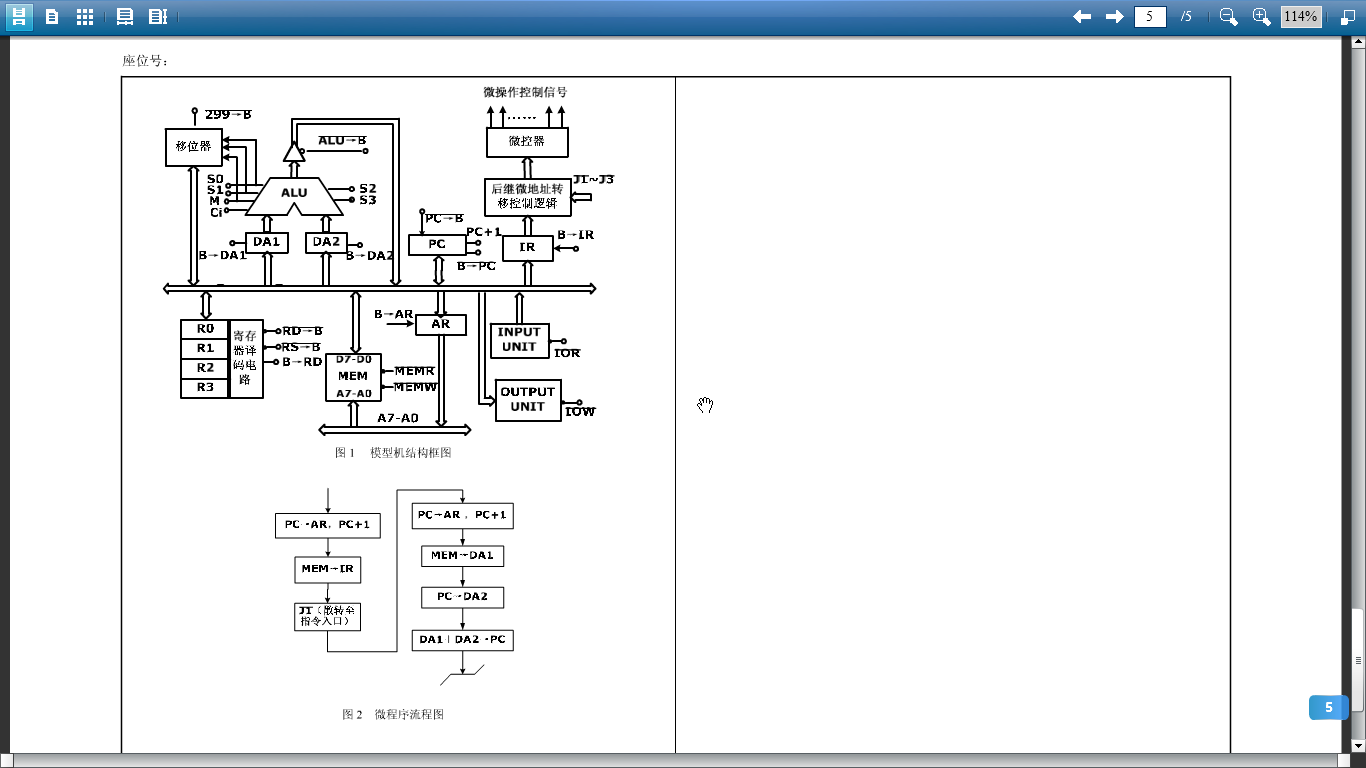 5 /5 114%
座位号:
微操作控制信号
299→B
ALU→B
移位器
微控器
……
S0
S1
M
Ci
ALU
S2
S3
后继微地址转
移控制逻辑
J1~J3
PC→B
PC+1
PC
B→PC
IR
B→IR
DA1
DA2
B→DA1
B→DA2
B→AR
AR
R0
R1
R2
R3
寄存
器译
码电
路
RD→B
RS→B
B→RD
D7-D0
MEM
A7-A0
MEMR
MEMW
INPUT
UNIT
IOR
OUTPUT
UNIT
IOW
A7-A0
图 1 模型机结构框图
PC→AR, PC+1
MEM→IR
J1(散转至
指令入口)
PC→AR , PC+1
MEM→DA1
PC→DA2
DA1+DA2→PC
图 2 微程序流程图
5